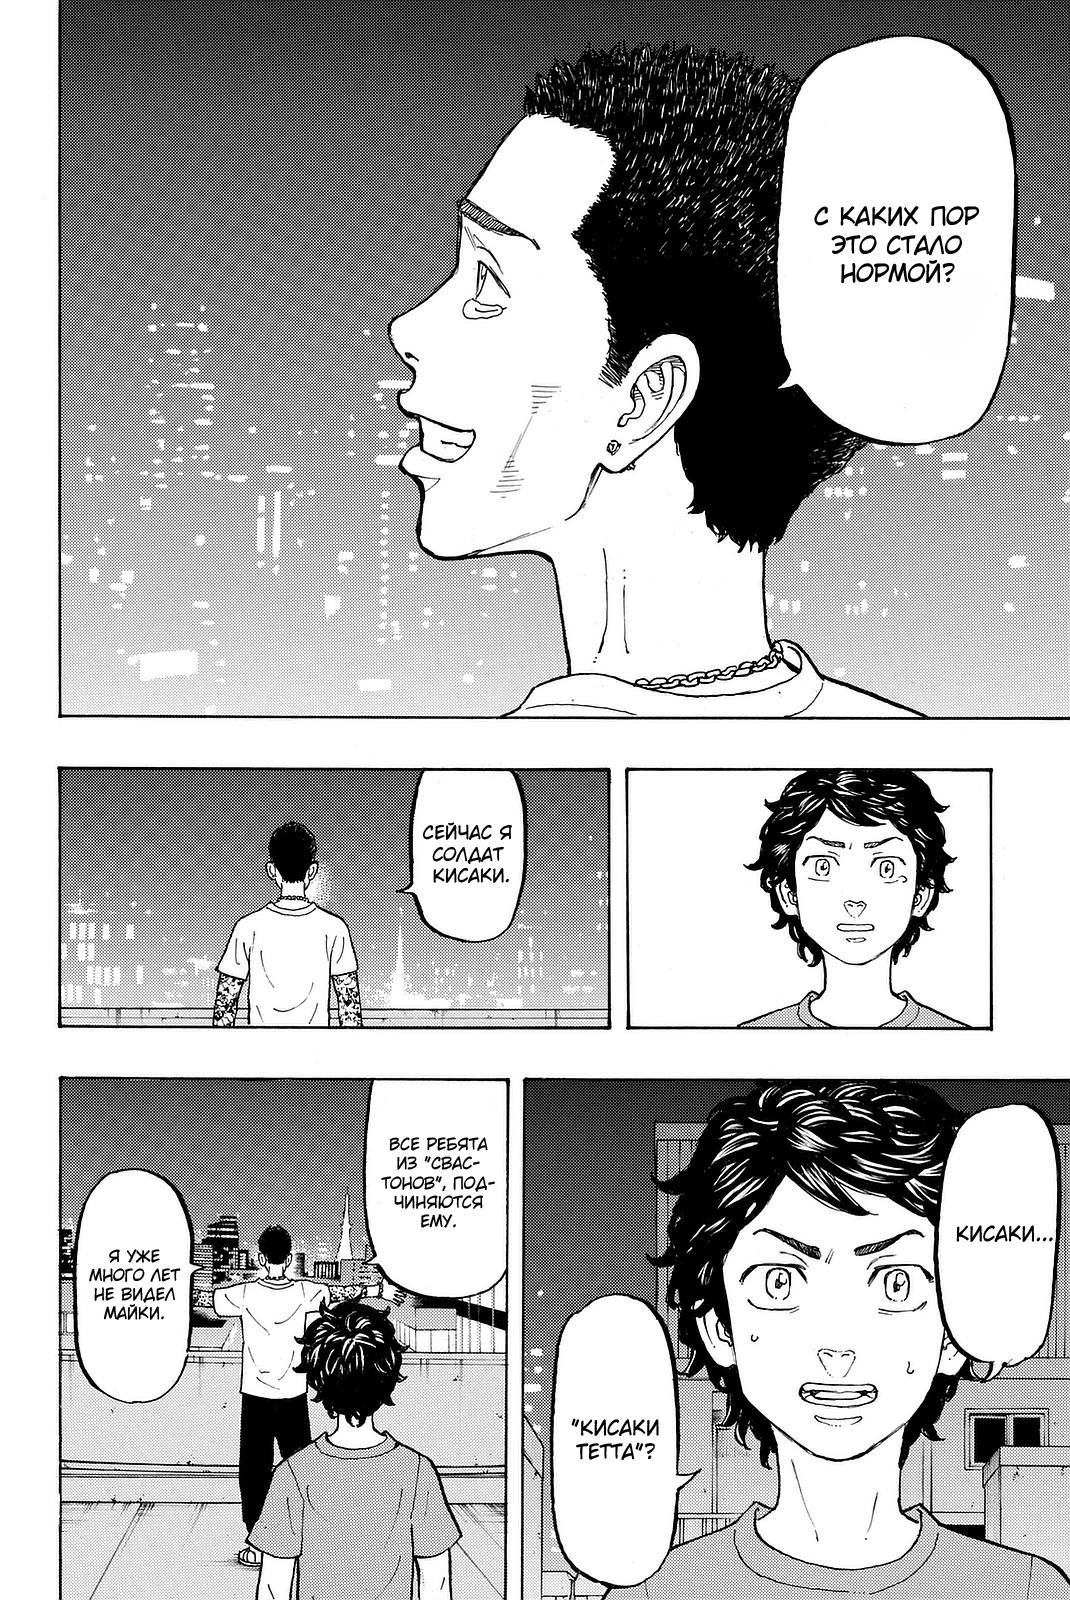 С КАКИХ ПОР
ЭТО СТАЛО
НОРМОЙ?
СЕЙЧАС Я
СОЛДАТ
КИСАКИ.
КИСАКИ...
"КИСАКИ
ТЕТТА"?
ВСЕ РЕБЯТА
ИЗ "СВАС-
ТОНОВ", ПОД-
ЧИНЯЮТСЯ
ЕМУ.
Я УЖЕ
МНОГО ЛЕТ
НЕ ВИДЕЛ
МАЙКИ.